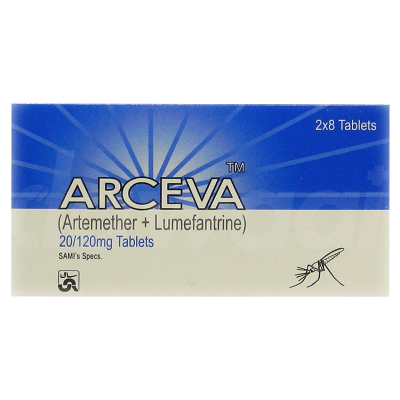 2x8 Tablets
ARCEVA™
(Artemether + Lumefantrine)
20/120mg Tablets
SAMI's Specs.